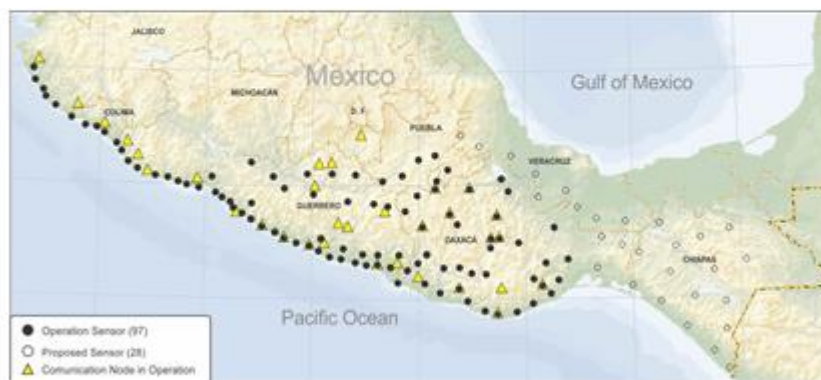 JALISCO
Mexico
Gulf of Mexico
MICHOACÁN
COLIMA
D. F.
PUEBLA
VERACRUZ
GUERRERO
OAXACA
CHIAPAS
Pacific Ocean
Operation Sensor (97)
Proposed Sensor (28)
Comunication Node in Operation